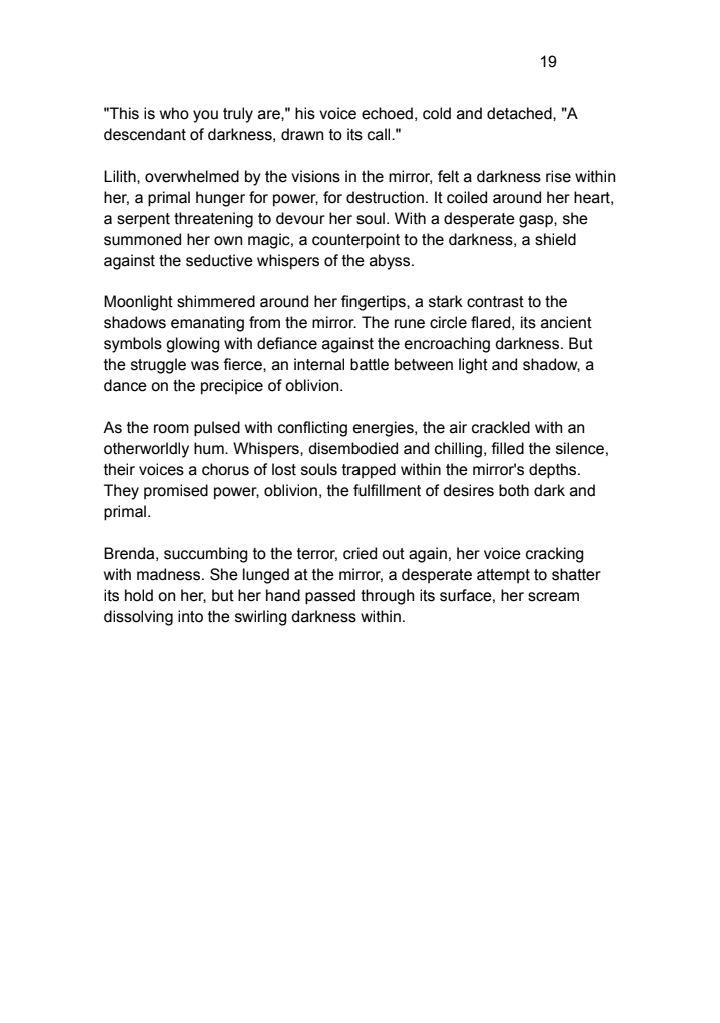 19
"This is who you truly are," his voice echoed, cold and detached, "A
descendant of darkness, drawn to its call."
Lilith, overwhelmed by the visions in the mirror, felt a darkness rise within
her, a primal hunger for power, for destruction. It coiled around her heart,
a serpent threatening to devour her soul. With a desperate gasp, she
summoned her own magic, a counterpoint to the darkness, a shield
against the seductive whispers of the abyss.
Moonlight shimmered around her fingertips, a stark contrast to the
shadows emanating from the mirror. The rune circle flared, its ancient
symbols glowing with defiance against the encroaching darkness. But
the struggle was fierce, an internal battle between light and shadow, a
dance on the precipice of oblivion.
As the room pulsed with conflicting energies, the air crackled with an
otherworldly hum. Whispers, disembodied and chilling, filled the silence,
their voices a chorus of lost souls trapped within the mirror's depths.
They promised power, oblivion, the fulfillment of desires both dark and
primal.
Brenda, succumbing to the terror, cried out again, her voice cracking
with madness. She lunged at the mirror, a desperate attempt to shatter
its hold on her, but her hand passed through its surface, her scream
dissolving into the swirling darkness within.